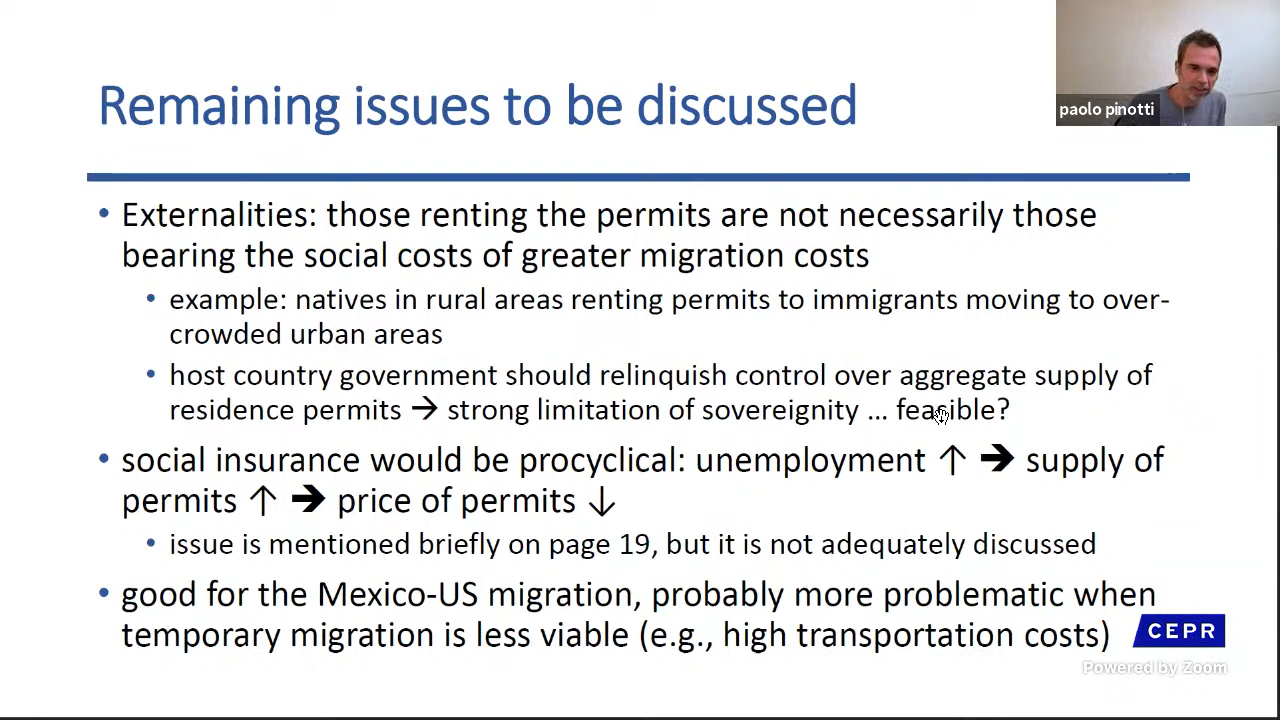 Remaining issues to be discussed
paolo pinotti
• Externalities: those renting the permits are not necessarily those
bearing the social costs of greater migration costs
• example: natives in rural areas renting permits to immigrants moving to over-
crowded urban areas
• host country government should relinquish control over aggregate supply of
residence permits → strong limitation of sovereignity … feasible?
• social insurance would be procyclical: unemployment ↑ ➔ supply of
permits ↑ ➔ price of permits ↓
• issue is mentioned briefly on page 19, but it is not adequately discussed
• good for the Mexico-US migration, probably more problematic when
temporary migration is less viable (e.g., high transportation costs)
CEPR
Powered by Zoom